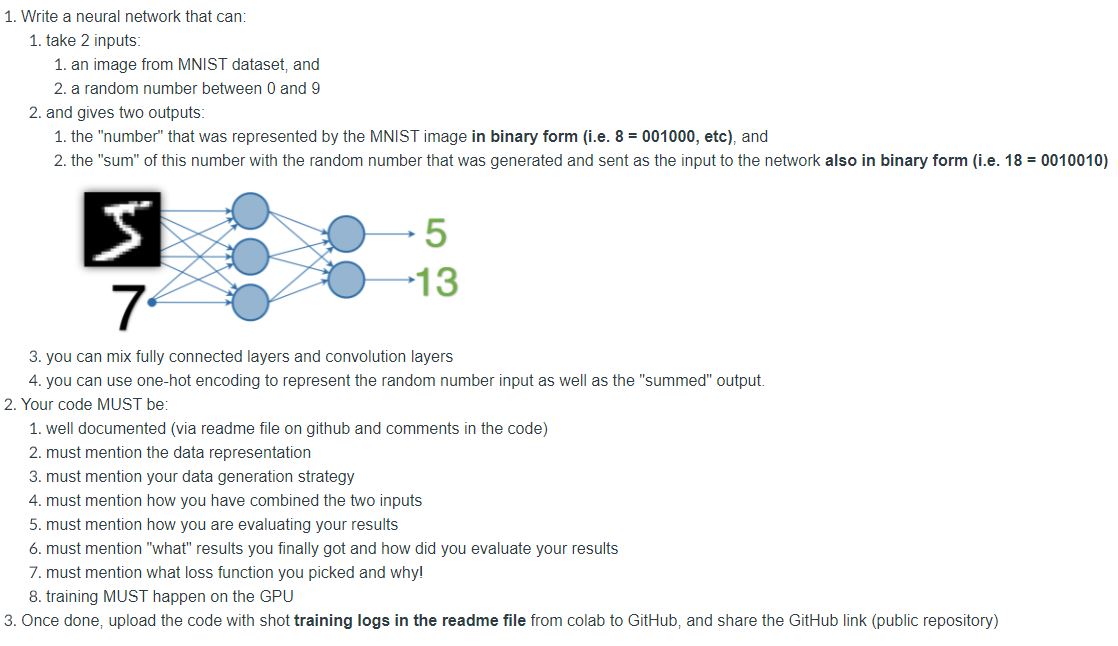 1. Write a neural network that can:
1. take 2 inputs:
1. an image from MNIST dataset, and
2. a random number between 0 and 9
2. and gives two outputs:
1. the "number" that was represented by the MNIST image in binary form (i.e. 8 = 001000, etc), and
2. the "sum" of this number with the random number that was generated and sent as the input to the network also in binary form (i.e. 18 = 0010010)
5
5
13
7
3. you can mix fully connected layers and convolution layers
4. you can use one-hot encoding to represent the random number input as well as the "summed" output.
2. Your code MUST be:
1. well documented (via readme file on github and comments in the code)
2. must mention the data representation
3. must mention your data generation strategy
4. must mention how you have combined the two inputs
5. must mention how you are evaluating your results
6. must mention "what" results you finally got and how did you evaluate your results
7. must mention what loss function you picked and why!
8. training MUST happen on the GPU
3. Once done, upload the code with shot training logs in the readme file from colab to GitHub, and share the GitHub link (public repository)